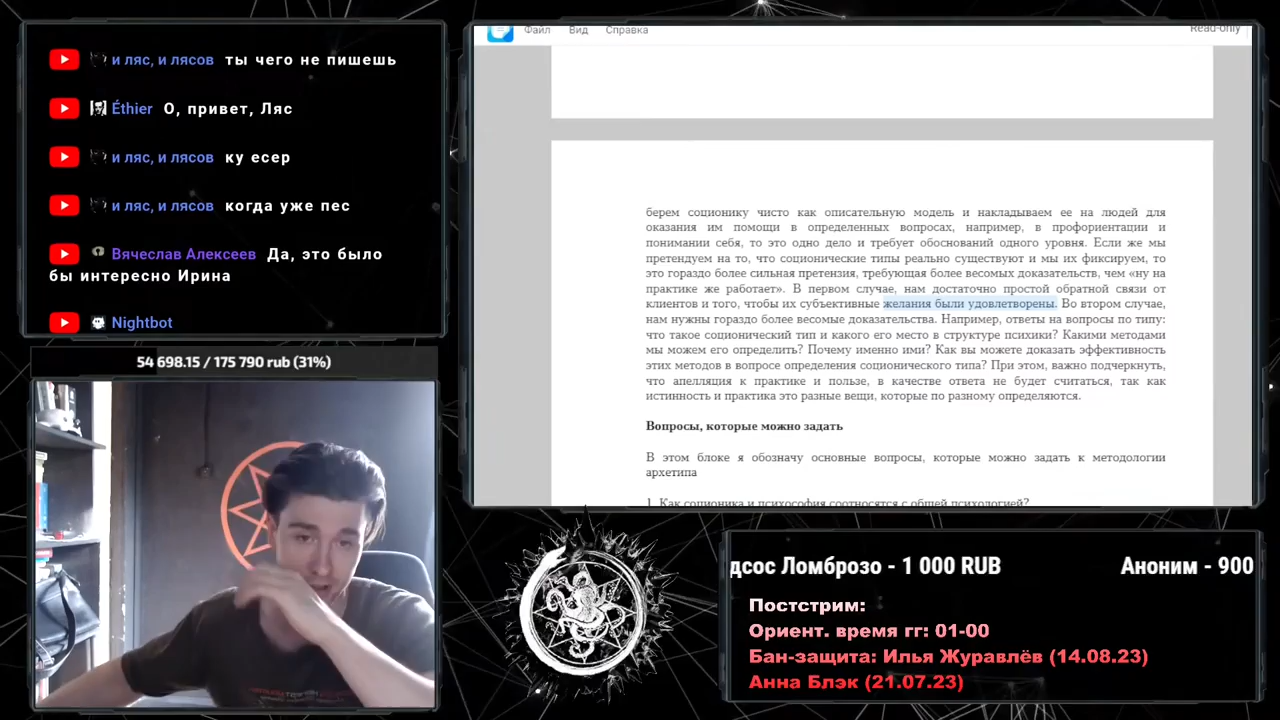 и ляс, и лясов ты чего не пишешь
Éthier О, привет, Ляс
и ляс, и лясов ку есер
и ляс, и лясов когда уже пес
Вячеслав Алексеев Да, это было
бы интересно Ирина
Nightbot
54 698.15 / 175 790 rub (31%)
Файл Вид Справка Read-only
берем соционику чисто как описательную модель и накладываем ее на людей для
оказания им помощи в определенных вопросах, например, в профориентации и
понимании себя, то это одно дело и требует обоснований одного уровня. Если же мы
претендуем на то, что соционические типы реально существуют и мы их фиксируем, то
это гораздо более сильная претензия, требующая более весомых доказательств, чем «ну на
практике же работает». В первом случае, нам достаточно простой обратной связи от
клиентов и того, чтобы их субъективные желания были удовлетворены. Во втором случае,
нам нужны гораздо более весомые доказательства. Например, ответы на вопросы по типу:
что такое соционический тип и какого его место в структуре психики? Какими методами
мы можем его определить? Почему именно ими? Как вы можете доказать эффективность
этих методов в вопросе определения соционического типа? При этом, важно подчеркнуть,
что апелляция к практике и пользе, в качестве ответа не будет считаться, так как
истинность и практика это разные вещи, которые по разному определяются.
Вопросы, которые можно задать
В этом блоке я обозначу основные вопросы, которые можно задать к методологии
архетипа
1. Как соционика и психософия соотносятся с общей психологией?
дсос Ломброзо - 1 000 RUB Аноним - 900
Постстрим:
Ориент. время гг: 01-00
Бан-защита: Илья Журавлёв (14.08.23)
Анна Блэк (21.07.23)